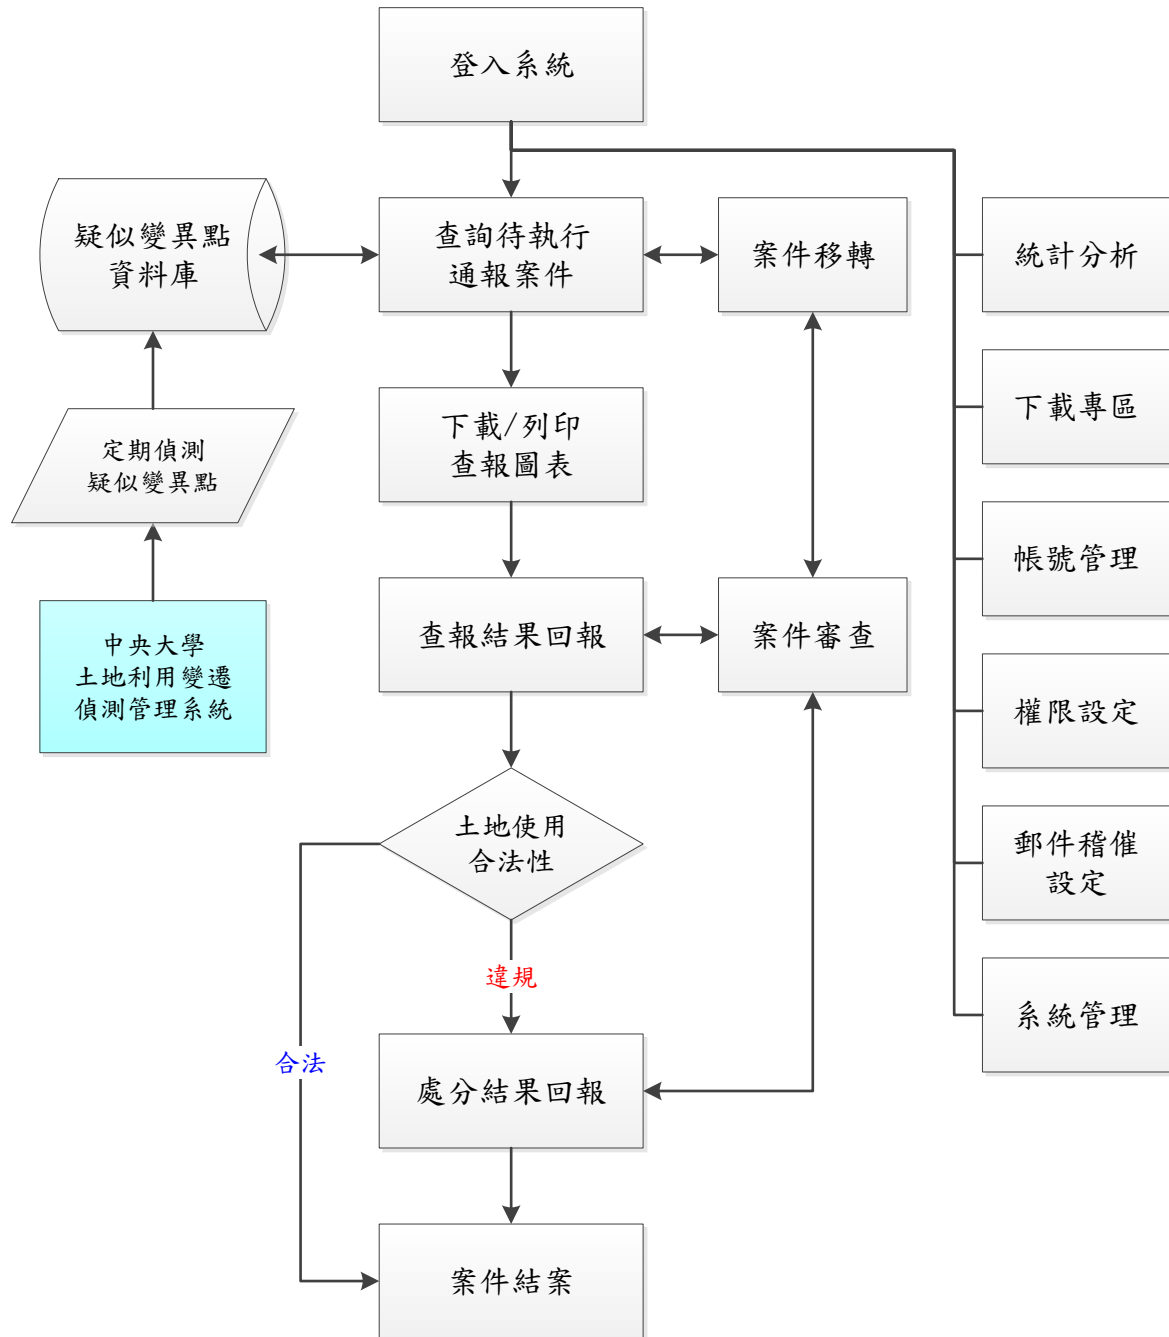 登入系統
疑似變異點
資料庫
查詢待執行
通報案件
案件移轉
統計分析
下載/列印
查報圖表
下載專區
定期偵測
疑似變異點
帳號管理
中央大學
土地利用變遷
偵測管理系統
查報結果回報
案件審查
權限設定
土地使用
合法性
郵件稽催
設定
違規
系統管理
合法
處分結果回報
案件結案